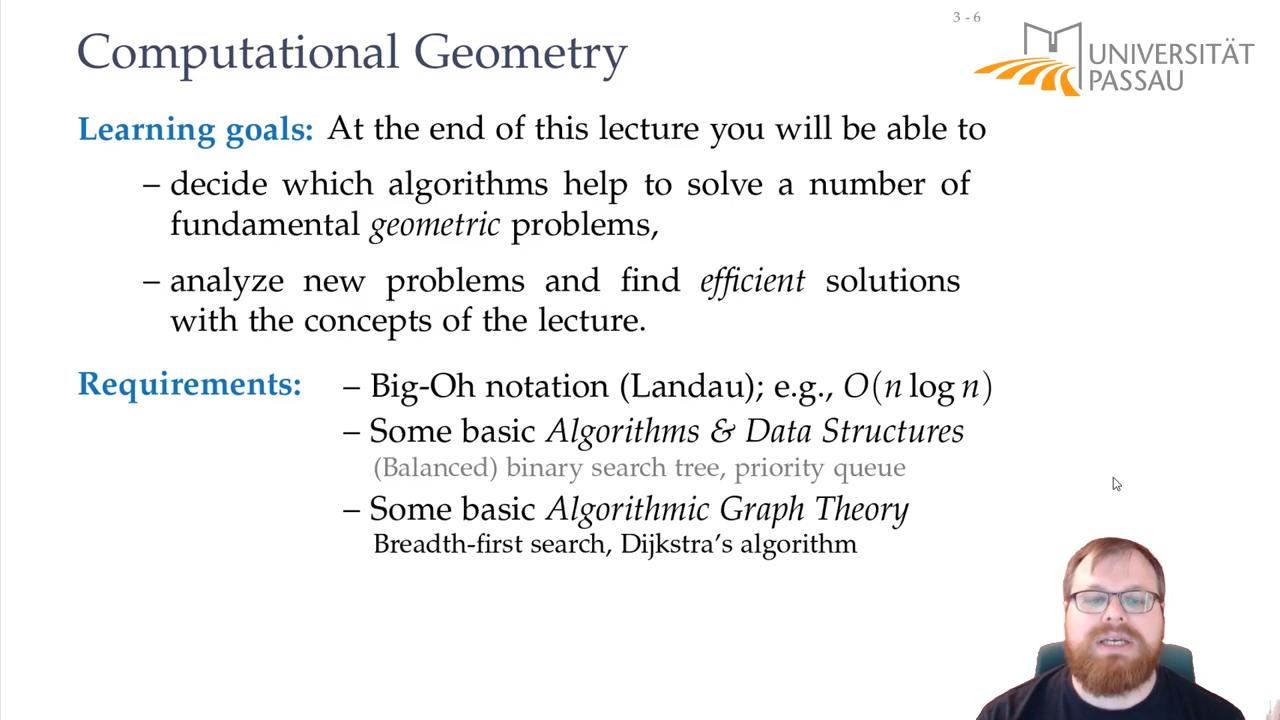 3 - 6
Computational Geometry
UNIVERSITÄT
PASSAU
Learning goals: At the end of this lecture you will be able to
– decide which algorithms help to solve a number of
fundamental geometric problems,
– analyze new problems and find efficient solutions
with the concepts of the lecture.
Requirements: – Big-Oh notation (Landau); e.g., O(n log n)
– Some basic Algorithms & Data Structures
(Balanced) binary search tree, priority queue
– Some basic Algorithmic Graph Theory
Breadth-first search, Dijkstra's algorithm